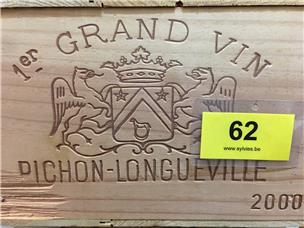 1er GRAND VIN
62
www.sylvies.be
PICHON-LONGUEVILLE
2000